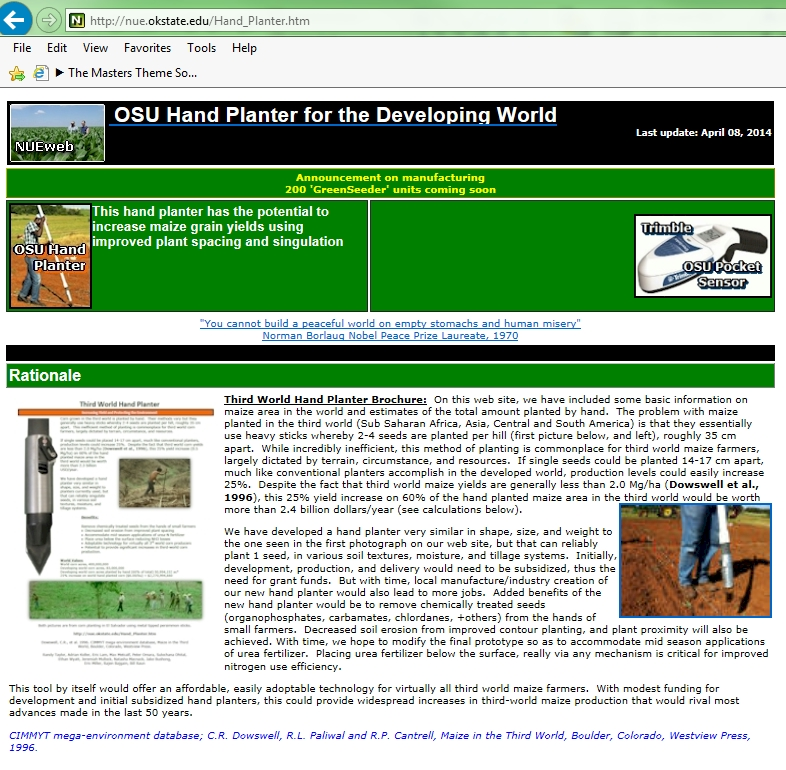 http://nue.okstate.edu/Hand_Planter.htm
File Edit View Favorites Tools Help
The Masters Theme So...
NUEweb
OSU Hand Planter for the Developing World
Last update: April 08, 2014
Announcement on manufacturing
200 'GreenSeeder' units coming soon
OSU Hand
Planter
This hand planter has the potential to
increase maize grain yields using
improved plant spacing and singulation
Trimble
OSU Pocket
Sensor
"You cannot build a peaceful world on empty stomachs and human misery"
Norman Borlaug Nobel Peace Prize Laureate, 1970
Rationale
Third World Hand Planter
http://nue.okstate.edu/Hand_Planter.htm
Third World Hand Planter Brochure: On this web site, we have included some basic information on
maize area in the world and estimates of the total amount planted by hand. The problem with maize
planted in the third world (Sub Saharan Africa, Asia, Central and South America) is that they essentially
use heavy sticks whereby 2-4 seeds are planted per hill (first picture below, and left), roughly 35 cm
apart. While incredibly inefficient, this method of planting is commonplace for third world maize farmers,
largely dictated by terrain, circumstance, and resources. If single seeds could be planted 14-17 cm apart,
much like conventional planters accomplish in the developed world, production levels could easily increase
25%. Despite the fact that third world maize yields are generally less than 2.0 Mg/ha (Dowswell et al.,
1996), this 25% yield increase on 60% of the hand planted maize area in the third world would be worth
more than 2.4 billion dollars/year (see calculations below).
We have developed a hand planter very similar in shape, size, and weight to
the one seen in the first photograph on our web site, but that can reliably
plant 1 seed, in various soil textures, moisture, and tillage systems. Initially,
development, production, and delivery would need to be subsidized, thus the
need for grant funds. But with time, local manufacture/industry creation of
our new hand planter would also lead to more jobs. Added benefits of the
new hand planter would be to remove chemically treated seeds
(organophosphates, carbamates, chlordanes, +others) from the hands of
small farmers. Decreased soil erosion from improved contour planting, and plant proximity will also be
achieved. With time, we hope to modify the final prototype so as to accommodate mid season applications
of urea fertilizer. Placing urea fertilizer below the surface, really via any mechanism is critical for improved
nitrogen use efficiency.
This tool by itself would offer an affordable, easily adoptable technology for virtually all third world maize farmers. With modest funding for
development and initial subsidized hand planters, this could provide widespread increases in third-world maize production that would rival most
advances made in the last 50 years.
CIMMYT mega-environment database; C.R. Dowswell, R.L. Paliwal and R.P. Cantrell, Maize in the Third World, Boulder, Colorado, Westview Press,
1996.